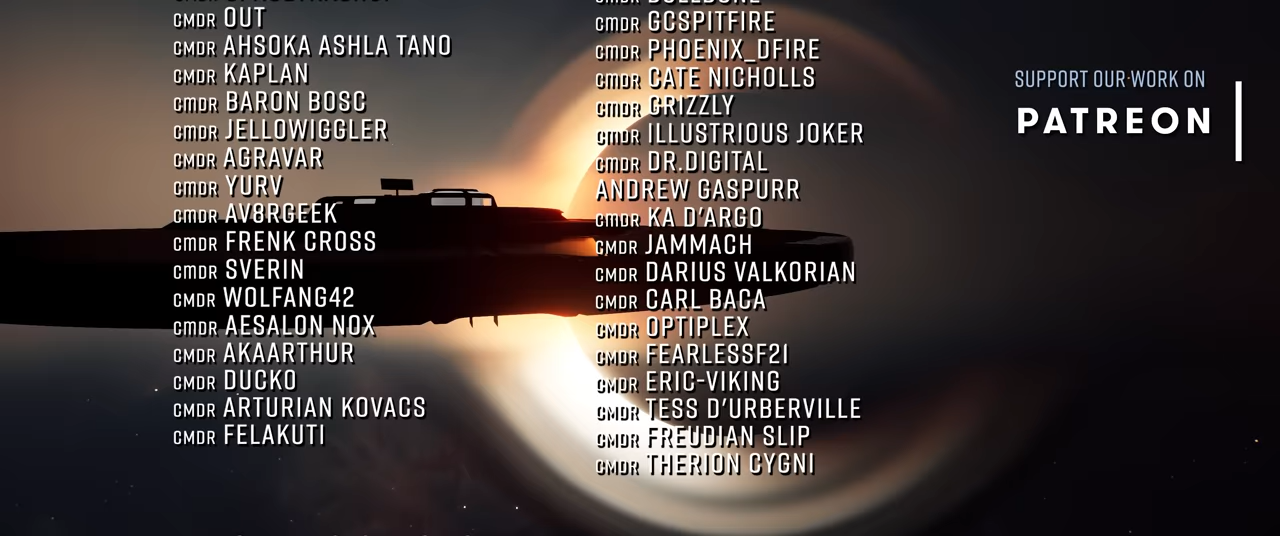 CMDR OUT
CMDR AHSOKA ASHLA TANO
CMDR KAPLAN
CMDR BARON BOSC
CMDR JELLOWIGGLER
CMDR AGRAVAR
CMDR YURV
CMDR AV8RGEEK
CMDR FRENK CROSS
CMDR SVERIN
CMDR WOLFANG42
CMDR AESALON NOX
CMDR AKAARTHUR
CMDR DUCKO
CMDR ARTURIAN KOVACS
CMDR FELAKUTI
CMDR GCSPITFIRE
CMDR PHOENIX_DFIRE
CMDR CATE NICHOLLS
CMDR GRIZZLY
CMDR ILLUSTRIOUS JOKER
CMDR DR.DIGITAL
ANDREW GASPURR
CMDR KA D'ARGO
CMDR JAMMACH
CMDR DARIUS VALKORIAN
CMDR CARL BACA
CMDR OPTIPLEX
CMDR FEARLESSF21
CMDR ERIC-VIKING
CMDR TESS D'URBERVILLE
CMDR FREUDIAN SLIP
CMDR THERION CYGNI
SUPPORT OUR WORK ON
PATREON